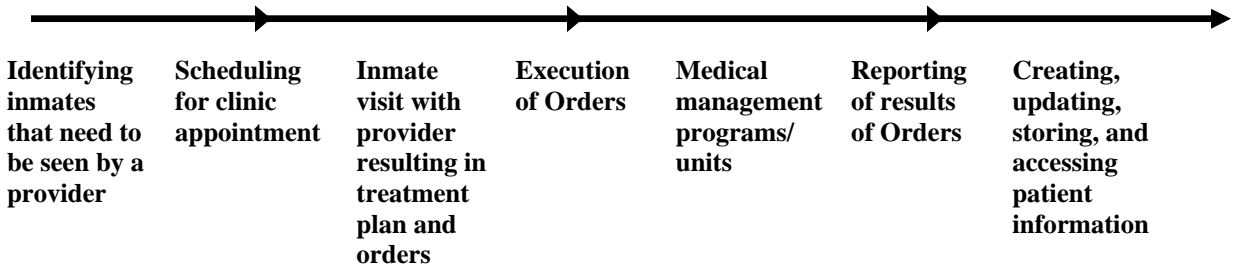 Identifying
inmates
that need to
be seen by a
provider
Scheduling
for clinic
appointment
Inmate
visit with
provider
resulting in
treatment
plan and
orders
Execution
of Orders
Medical
management
programs/
units
Reporting
of results
of Orders
Creating,
updating,
storing, and
accessing
patient
information